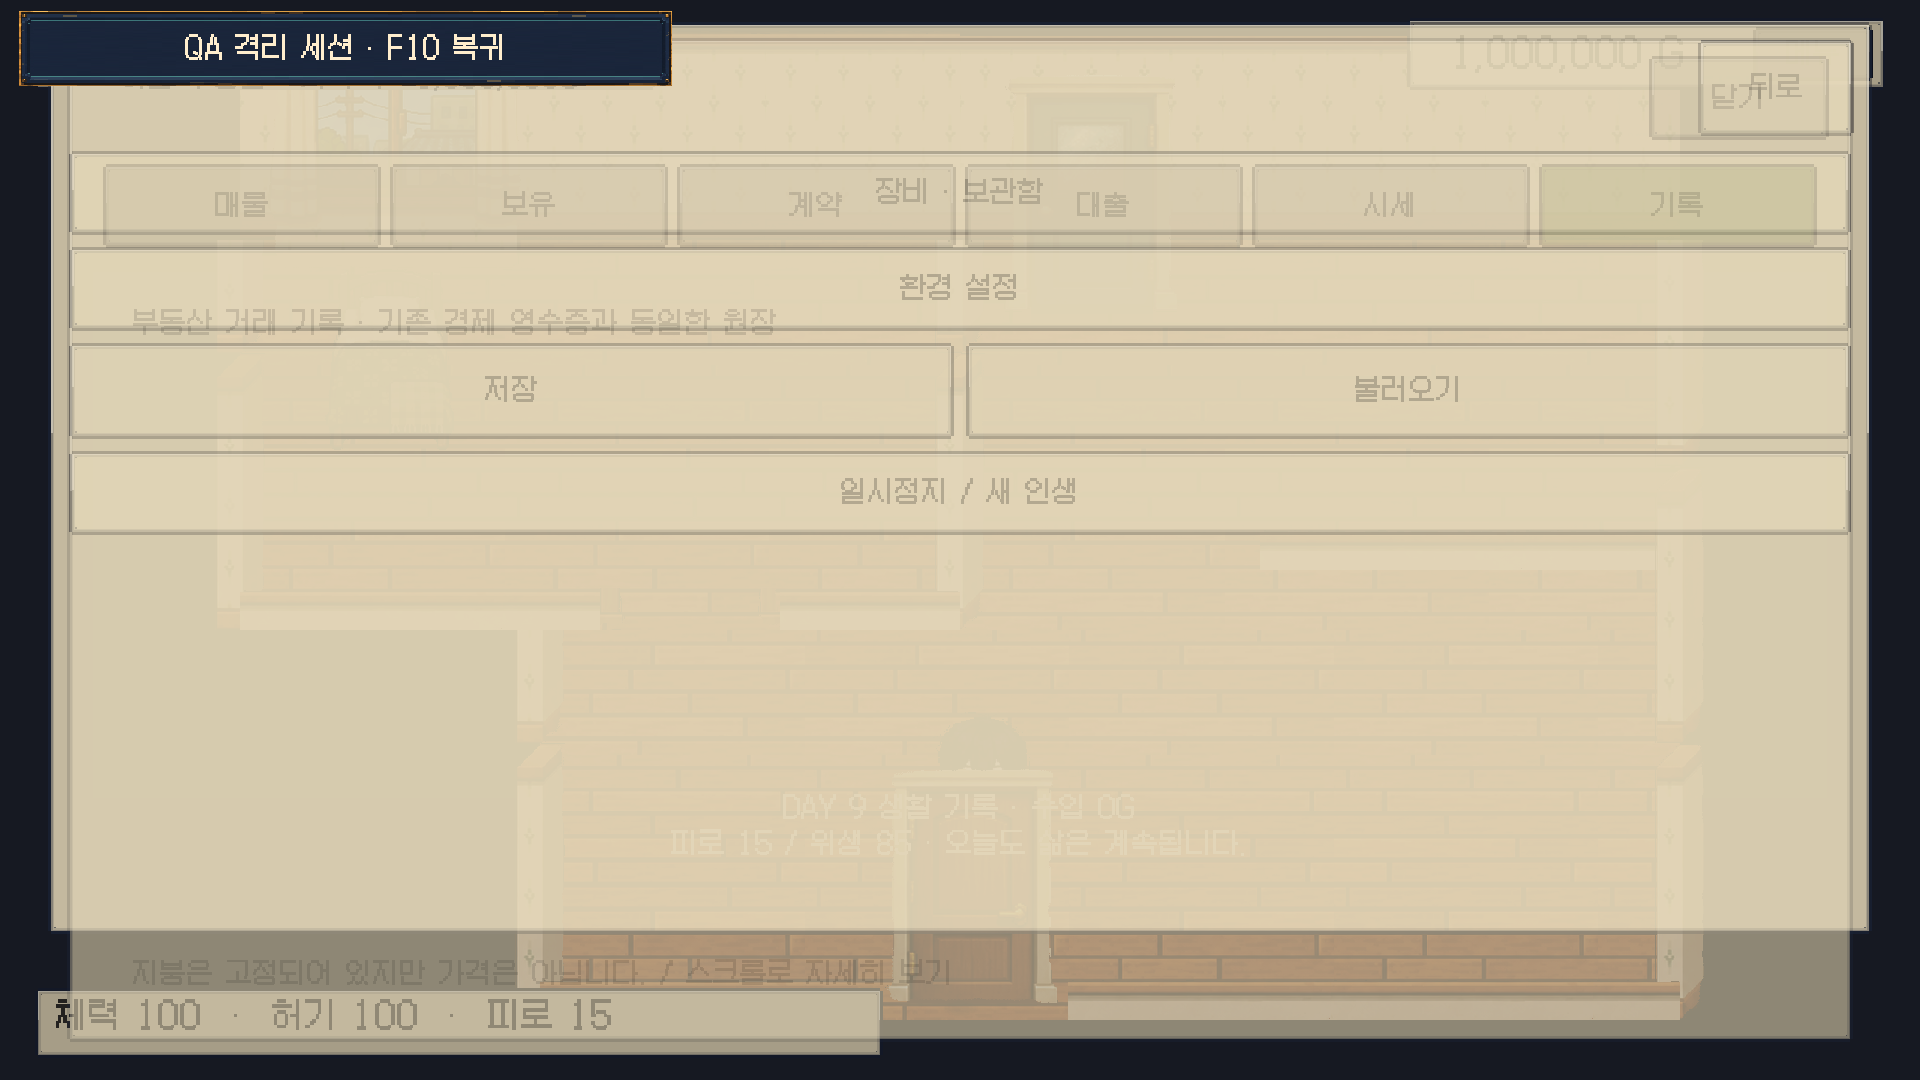 QA 격리 세션 · F10 복귀
1,000,000 G
뒤로
닫기
장비 · 보관함
매물 보유 계약 대출 시세 기록
환경 설정
부동산 거래 기록 · 기존 경제 영수증과 동일한 원장
저장 불러오기
일시정지 / 새 인생
DAY 9 생활 기록 · 수입 0G
피로 15 / 위생 85 · 오늘도 삶은 계속됩니다.
지붕은 고정되어 있지만 가격은 아닙니다. / 스크롤로 자세히 보기
체력 100 · 허기 100 · 피로 15